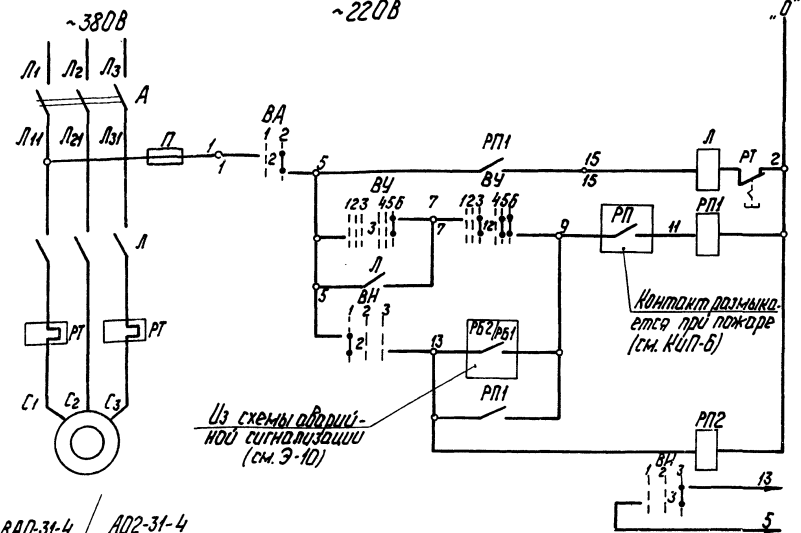 ~380В
~220В
„О"
Л1 Л2 Л3
А
Л11 Л21 Л31
П
1
1
ВА
1 2
2
5
РП1
15
15
Л
РТ
2
ВУ
123 456
3
7
7
ВУ
123 456
12
9
РП
11
РП1
Л
Л
5
ВН
1 2 3
2
13
РБ2/РБ1
Контакт размыка-
ется при пожаре
(см. КИП-6)
РТ РТ
С1 С2 С3
РП1
Из схемы аварий-
ной сигнализации
(см. Э-10)
РП2
ВН
1 2 3
3
13
5
ВАО-31-4 / АО2-31-4